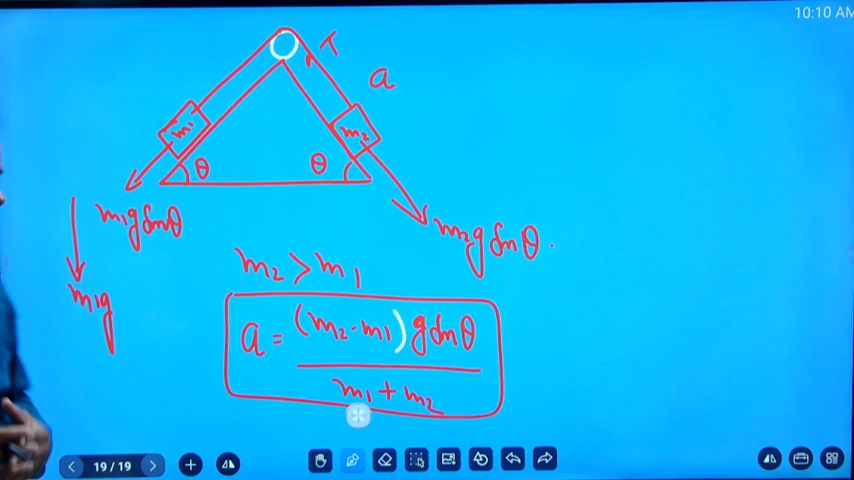 10:10 AM
T
a
m₁
m₂
θ
θ
m₁g sinθ
m₂g sinθ.
m₁g
m₂ > m₁
a = (m₂-m₁) g sinθ
m₁ + m₂
19/19